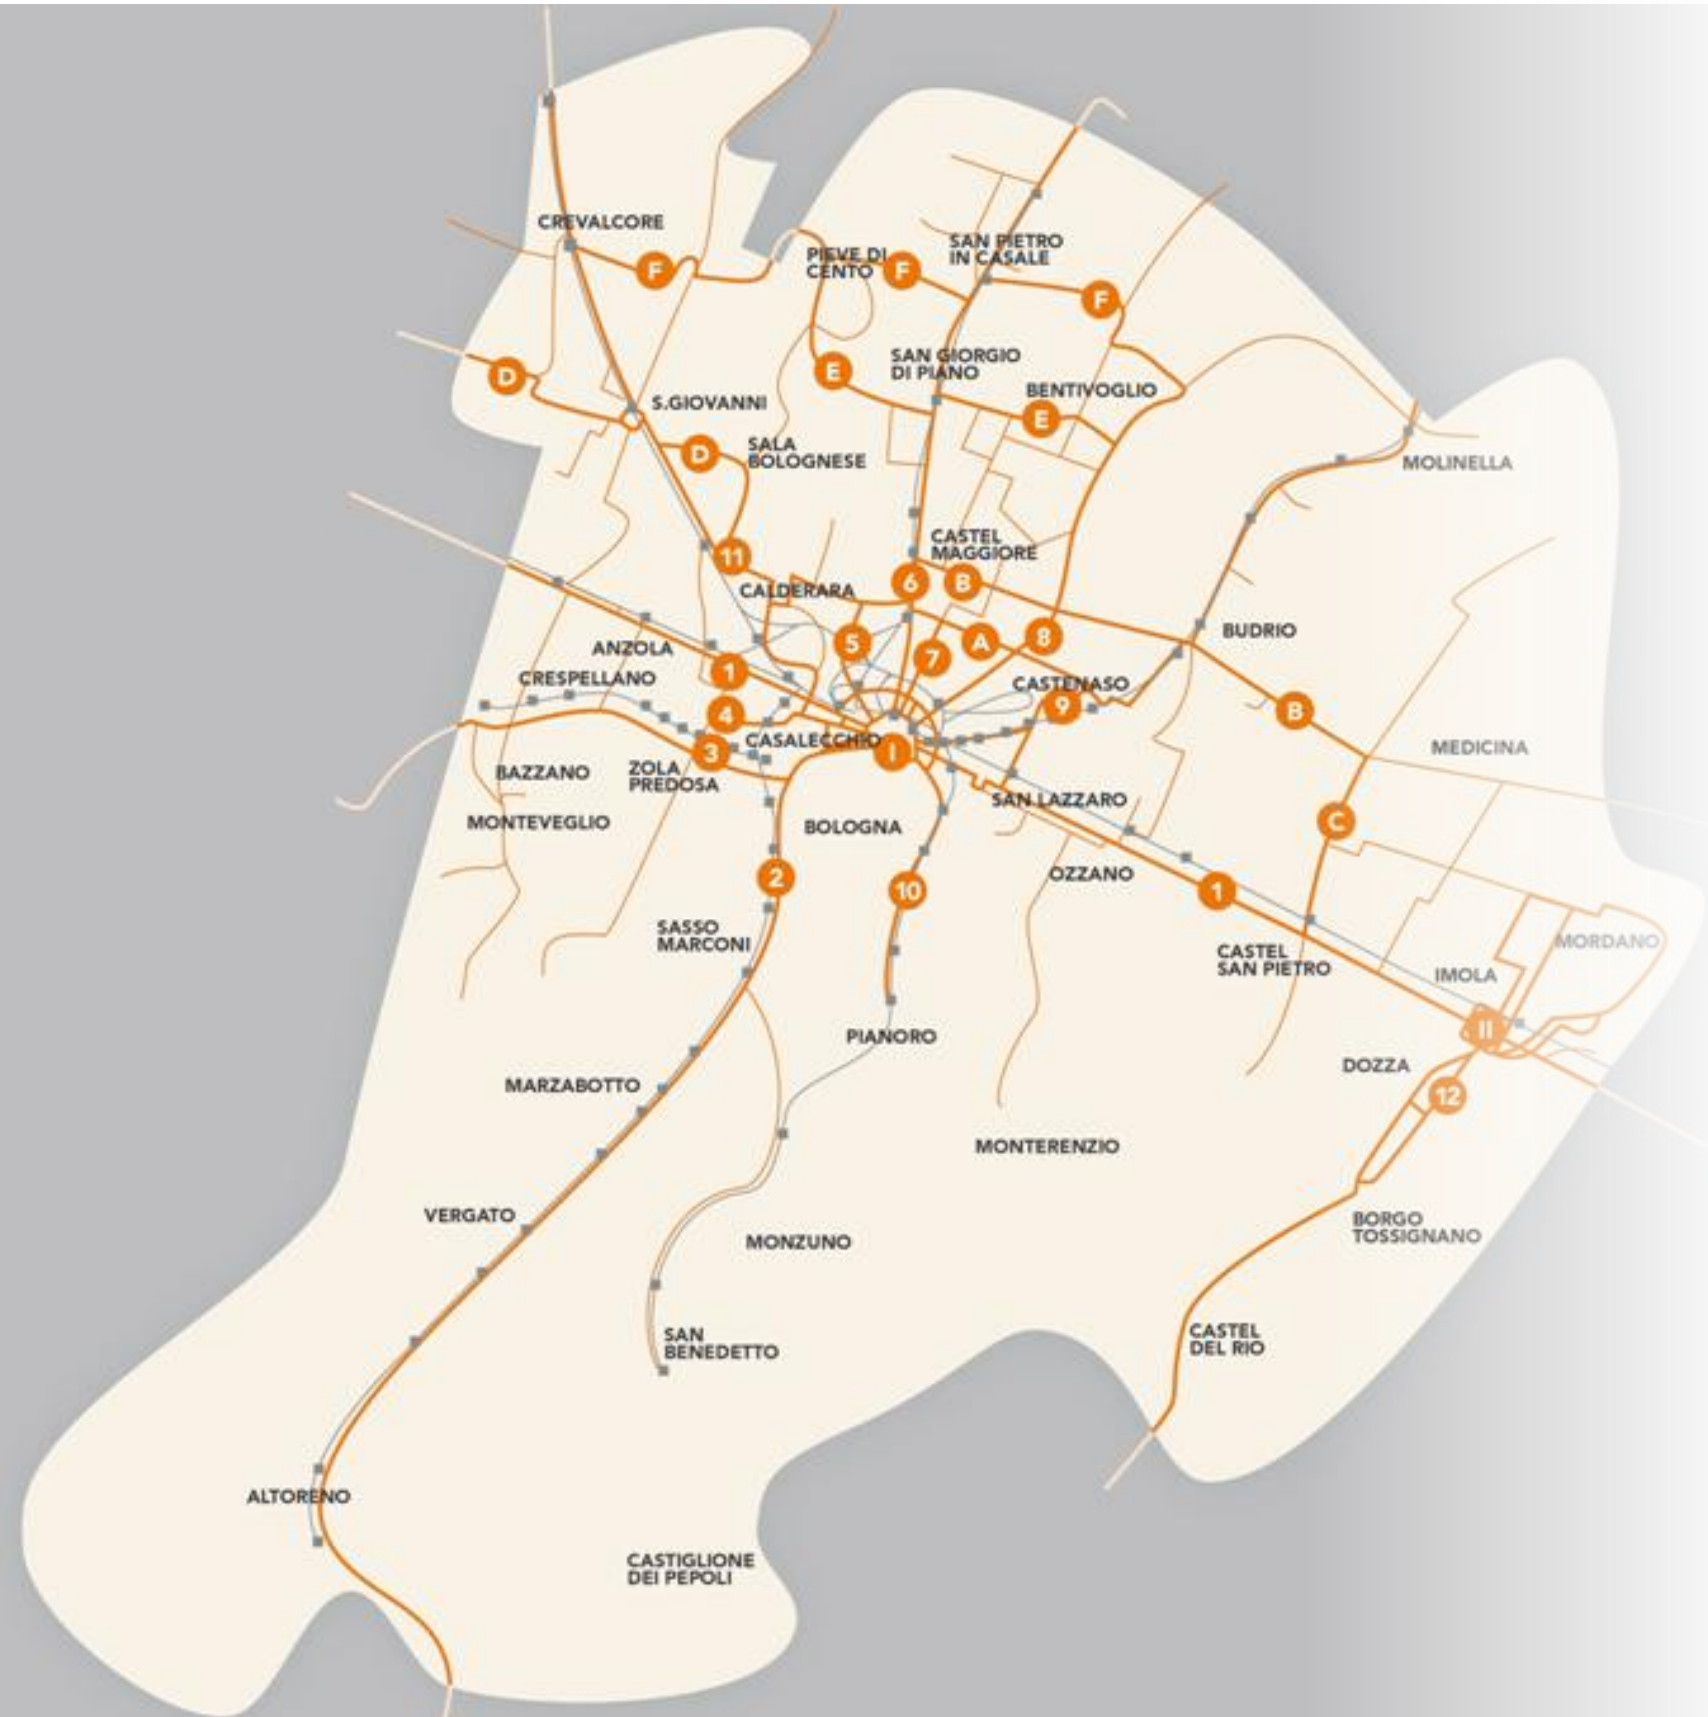 CREVALCORE
F
PIEVE DI
CENTO
F
SAN PIETRO
IN CASALE
F
D
E
SAN GIORGIO
DI PIANO
BENTIVOGLIO
E
S.GIOVANNI
D
SALA
BOLOGNESE
MOLINELLA
11
CASTEL
MAGGIORE
CALDERARA
6
B
5
7
A
8
BUDRIO
ANZOLA
1
CRESPELLANO
CASTENASO
4
9
B
3
CASALECCHIO
I
MEDICINA
BAZZANO
ZOLA
PREDOSA
SAN LAZZARO
MONTEVEGLIO
BOLOGNA
C
2
10
OZZANO
1
SASSO
MARCONI
CASTEL
SAN PIETRO
IMOLA
MORDANO
PIANORO
II
MARZABOTTO
DOZZA
12
MONTERENZIO
VERGATO
MONZUNO
BORGO
TOSSIGNANO
SAN
BENEDETTO
CASTEL
DEL RIO
ALTORENO
CASTIGLIONE
DEI PEPOLI